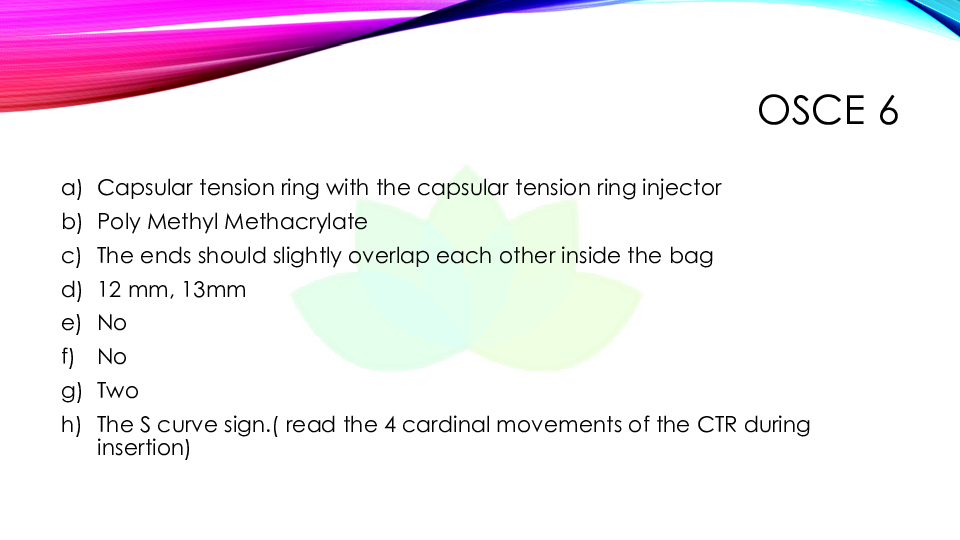 OSCE 6
a) Capsular tension ring with the capsular tension ring injector
b) Poly Methyl Methacrylate
c) The ends should slightly overlap each other inside the bag
d) 12 mm, 13mm
e) No
f) No
g) Two
h) The S curve sign.( read the 4 cardinal movements of the CTR during
insertion)